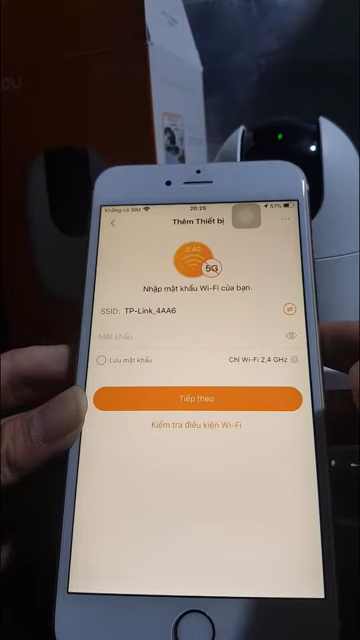 Không có SIM
20:25
57%
Thêm Thiết bị
2.4G
5G
Nhập mật khẩu Wi-Fi của bạn.
SSID: TP-Link_4AA6
Mật khẩu
Lưu mật khẩu
Chỉ Wi-Fi 2,4 GHz
Tiếp theo
Kiểm tra điều kiện Wi-Fi